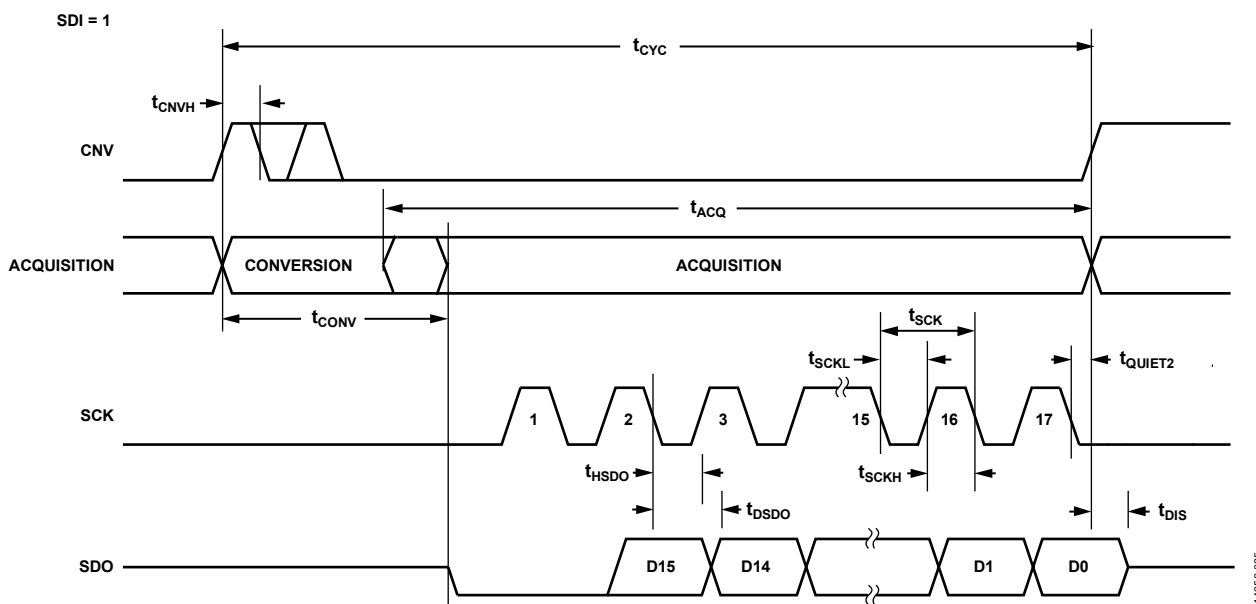 SDI = 1
tCYC
tCNVH
CNV
tACQ
ACQUISITION
CONVERSION
ACQUISITION
tCONV
tSCK
tSCKL
tQUIET2
SCK
1
2
3
15
16
17
tHSDO
tSCKH
tDSDO
tDIS
SDO
D15
D14
D1
D0